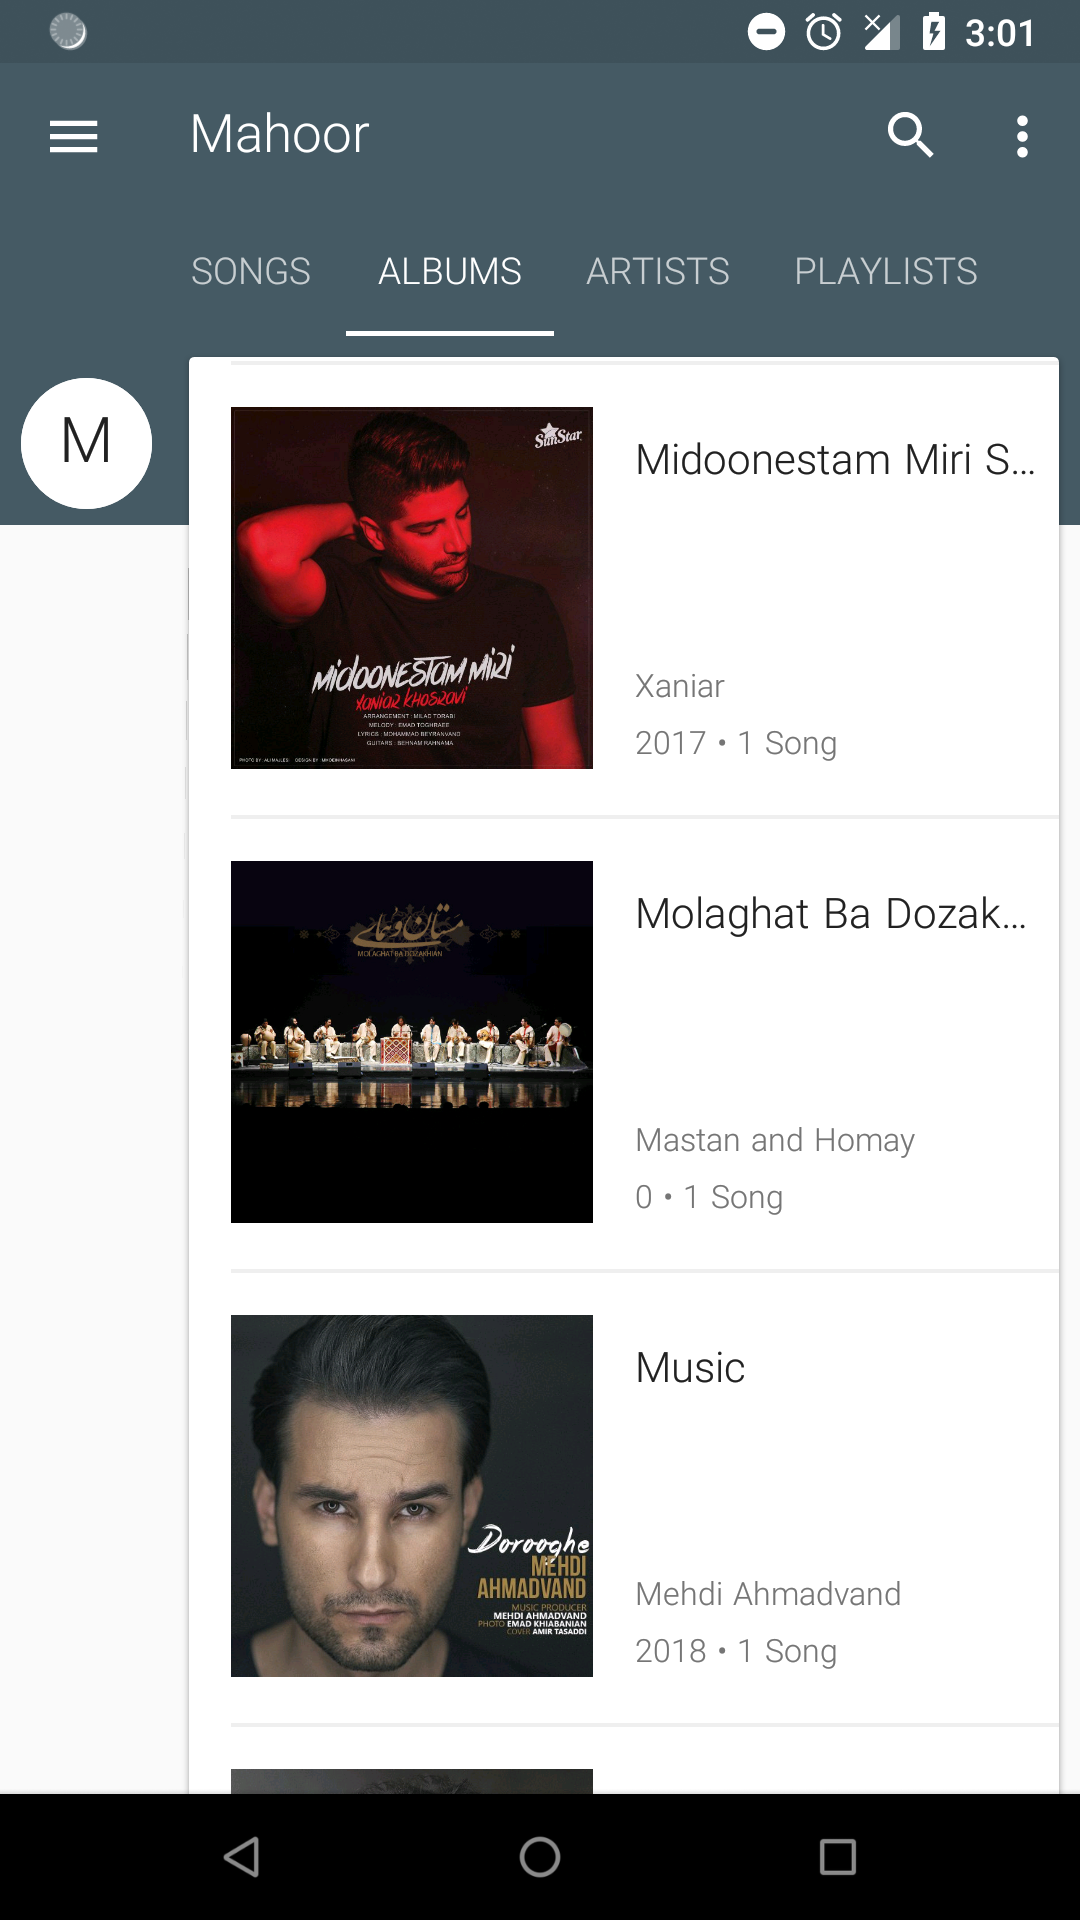 3:01
Mahoor
SONGS ALBUMS ARTISTS PLAYLISTS
M
SunStar
MIDOONESTAM MIRI
XANIAR KHOSRAVI
ARRANGEMENT : MILAD TORABI
MELODY : EMAD TOGHRAEE
LYRICS : MOHAMMAD BEYRANVAND
GUITARS : BEHNAM RAHNAMA
Midoonestam Miri S...
Xaniar
2017 • 1 Song
MOLAGHAT BA DOZAKHIAN
Molaghat Ba Dozak...
Mastan and Homay
0 • 1 Song
Dorooghe
MEHDI
AHMADVAND
MUSIC PRODUCER
MEHDI AHMADVAND
PHOTO EMAD KHIABANIAN
COVER AMIR TASADDI
Music
Mehdi Ahmadvand
2018 • 1 Song